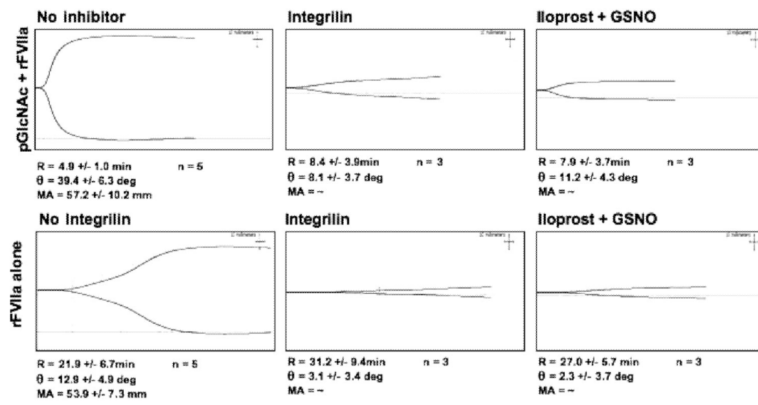 No inhibitor
Integrilin
Iloprost + GSNO
pGlcNAc + rFVIIa
R = 4.9 +/- 1.0 min n = 5
θ = 39.4 +/- 6.3 deg
MA = 57.2 +/- 10.2 mm
R = 8.4 +/- 3.9min n = 3
θ = 8.1 +/- 3.7 deg
MA = ~
R = 7.9 +/- 3.7min n = 3
θ = 11.2 +/- 4.3 deg
MA = ~
No Integrilin
Integrilin
Iloprost + GSNO
rFVIIa alone
R = 21.9 +/- 6.7min n = 5
θ = 12.9 +/- 4.9 deg
MA = 53.9 +/- 7.3 mm
R = 31.2 +/- 9.4min n = 3
θ = 3.1 +/- 3.4 deg
MA = ~
R = 27.0 +/- 5.7 min n = 3
θ = 2.3 +/- 3.7 deg
MA = ~